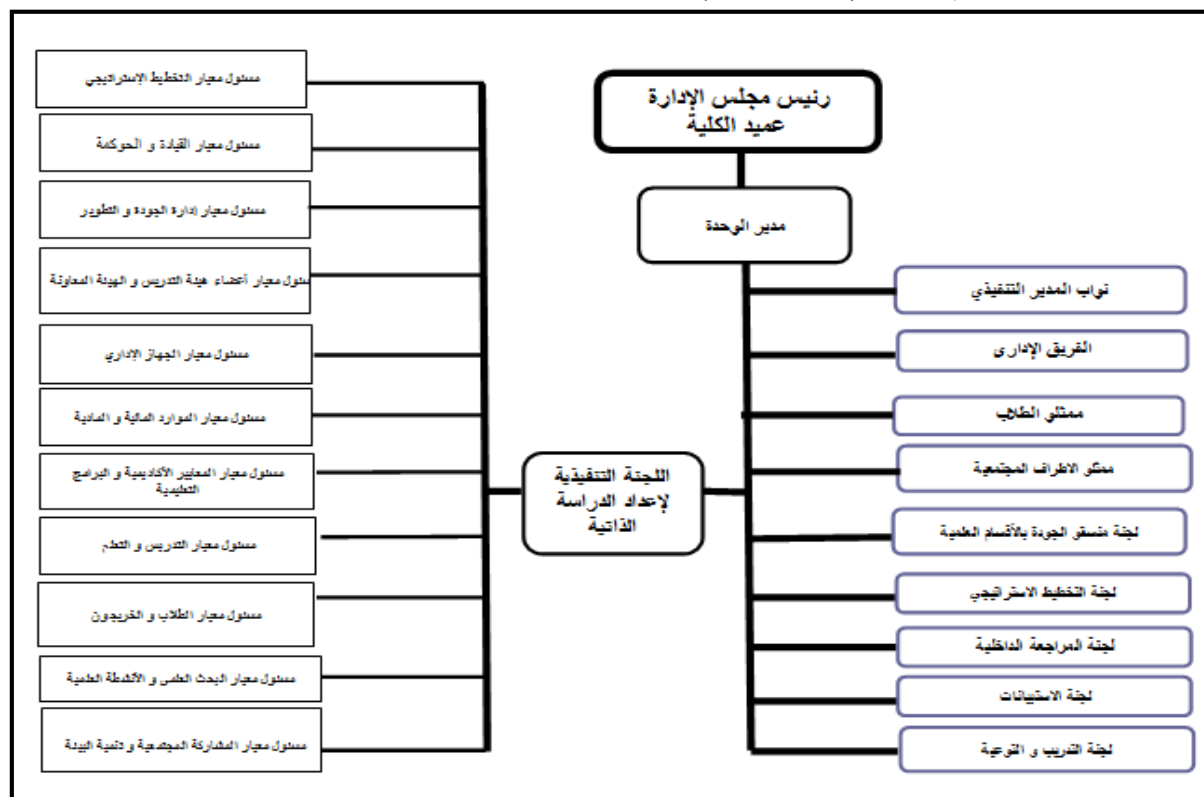 رئيس مجلس الإدارة
عميد الكلية
مدير الوحدة
نواب المدير التنفيذي
الفريق الإدارى
ممثلو الطلاب
ممثلو الاطراف المجتمعية
لجنة منسقو الجودة بالأقسام العلمية
لجنة التخطيط الاستراتيجي
لجنة المراجعة الداخلية
لجنة الاستبيانات
لجنة التدريب و التوعية
اللجنة التنفيذية
لإعداد الدراسة
الذاتية
مسئول معيار التخطيط الإستراتيجي
مسئول معيار القيادة و الحوكمة
مسئول معيار إدارة الجودة و التطوير
مسئول معيار أعضاء هيئة التدريس و الهيئة المعاونة
مسئول معيار الجهاز الإداري
مسئول معيار الموارد المالية و المادية
مسئول معيار المعايير الأكاديمية و البرامج
التعليمية
مسئول معيار التدريس و التعلم
مسئول معيار الطلاب و الخريجون
مسئول معيار البحث العلمى و الأنشطة العلمية
مسئول معيار المشاركة المجتمعية و تنمية البيئة